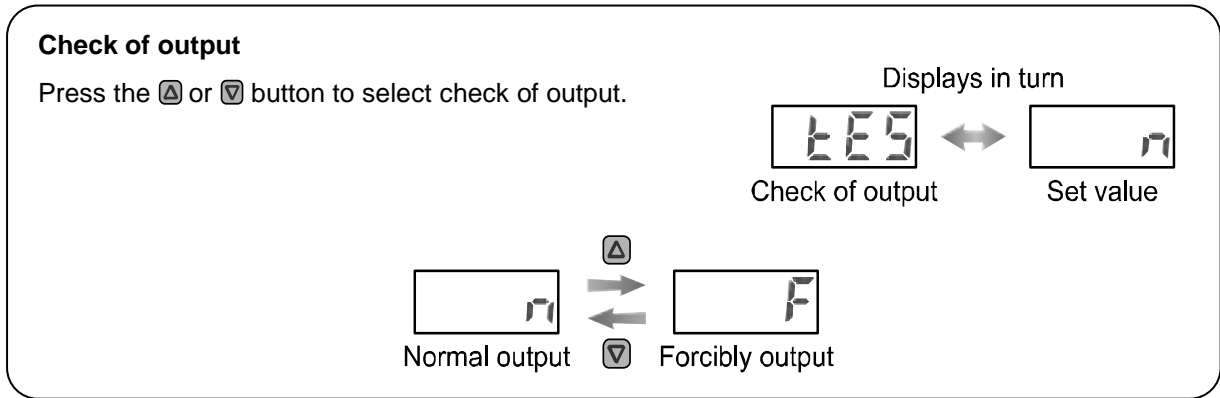 Check of output
Press the △ or ▽ button to select check of output.
Displays in turn
tES n
Check of output Set value
△
n F
Normal output ▽ Forcibly output